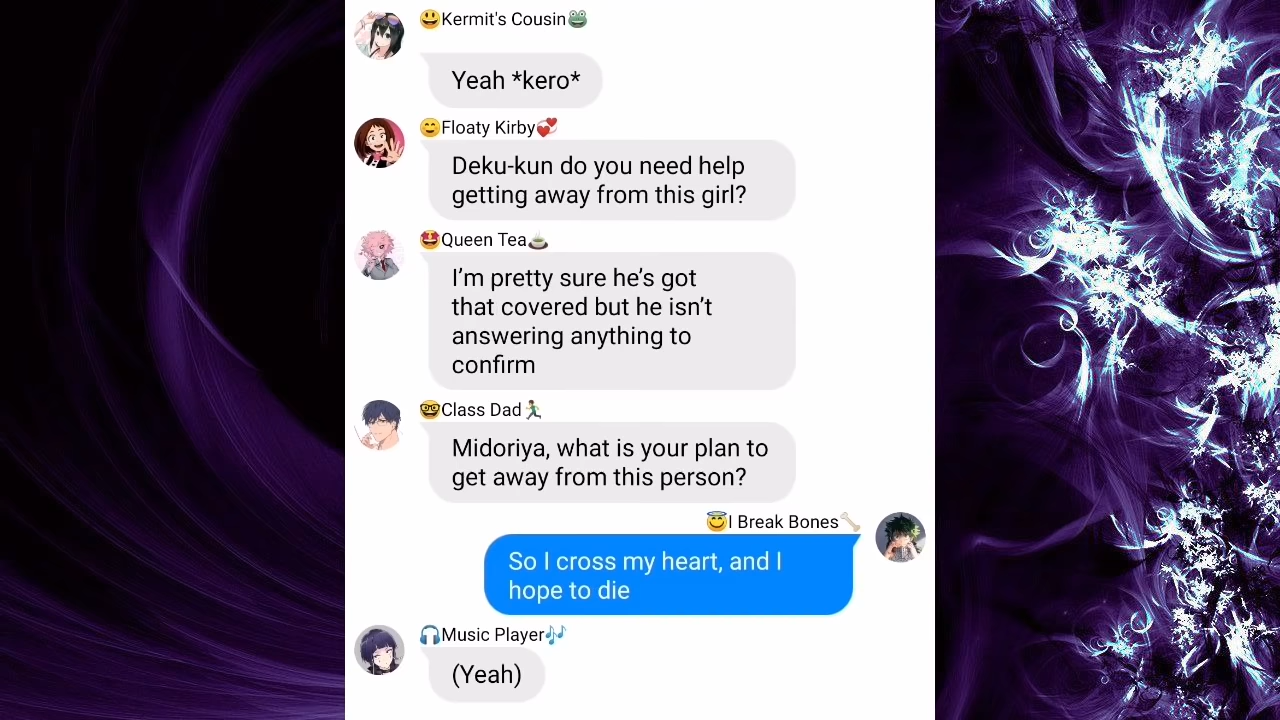 😃Kermit's Cousin🐸
Yeah *kero*
😊Floaty Kirby💞
Deku-kun do you need help
getting away from this girl?
🤩Queen Tea☕
I’m pretty sure he’s got
that covered but he isn’t
answering anything to
confirm
🤓Class Dad🏃‍♂️
Midoriya, what is your plan to
get away from this person?
😇I Break Bones🦴
So I cross my heart, and I
hope to die
🎧Music Player🎶
(Yeah)